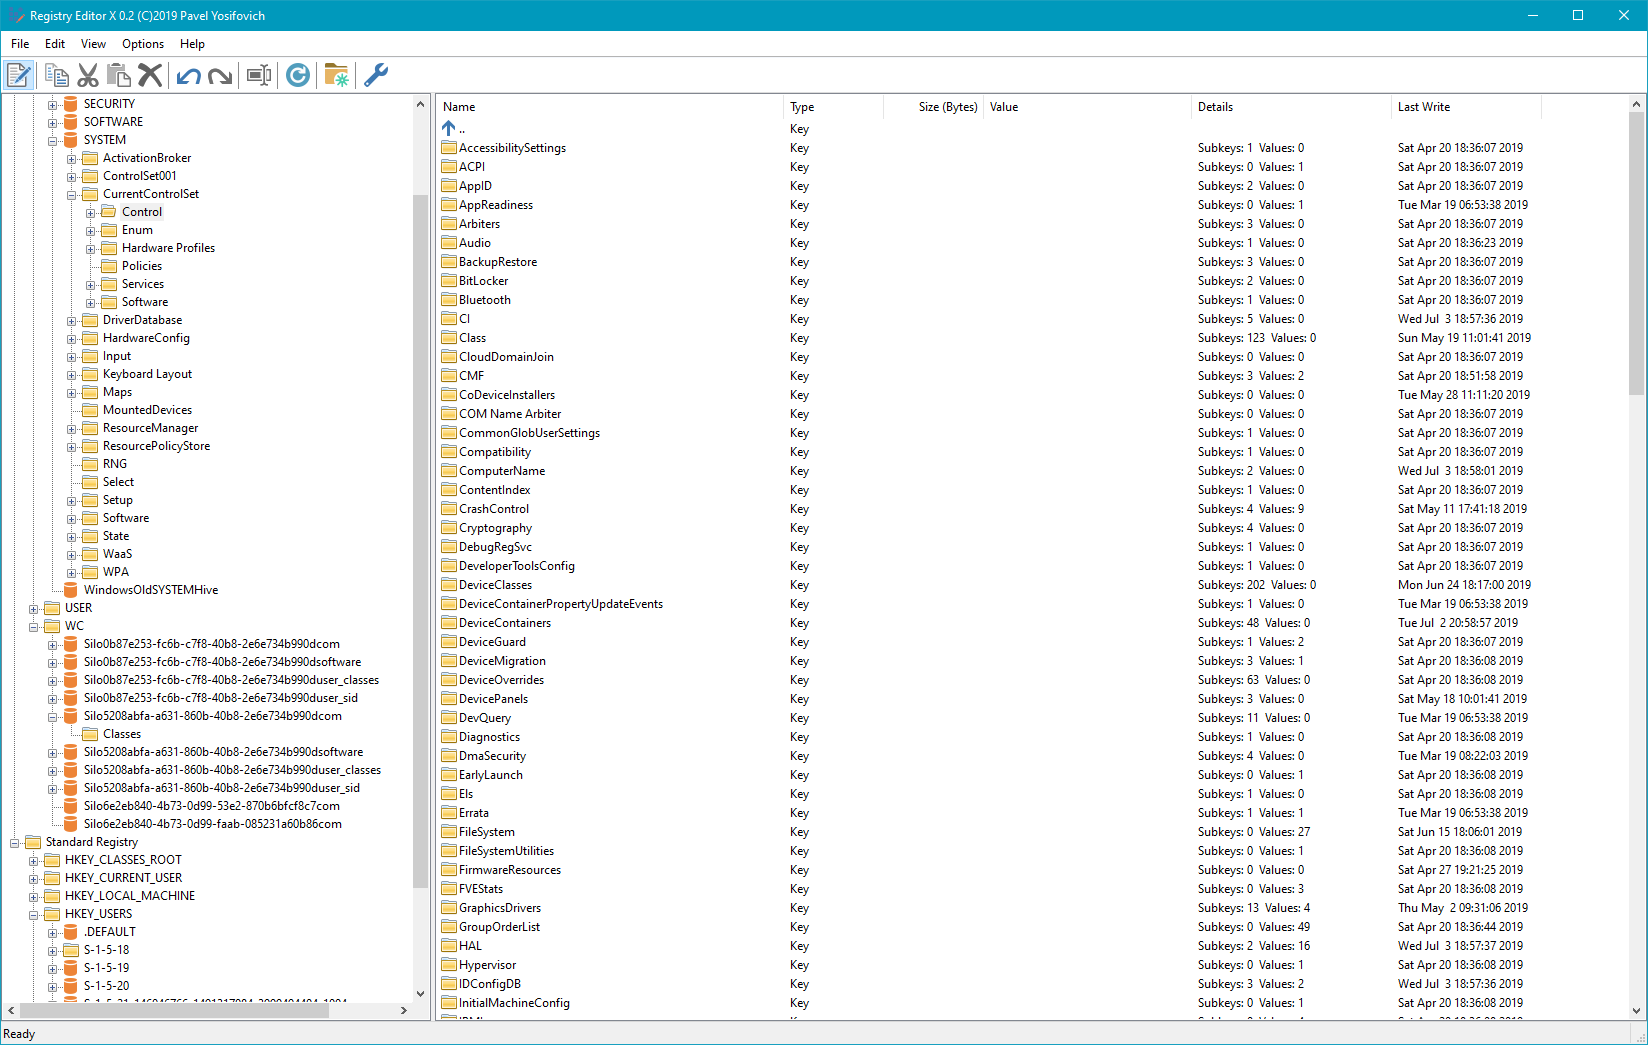 Registry Editor X 0.2 (C)2019 Pavel Yosifovich
File Edit View Options Help
SECURITY
SOFTWARE
SYSTEM
ActivationBroker
ControlSet001
CurrentControlSet
Control
Enum
Hardware Profiles
Policies
Services
Software
DriverDatabase
HardwareConfig
Input
Keyboard Layout
Maps
MountedDevices
ResourceManager
ResourcePolicyStore
RNG
Select
Setup
Software
State
WaaS
WPA
WindowsOldSYSTEMHive
USER
WC
Silo0b87e253-fc6b-c7f8-40b8-2e6e734b990dcom
Silo0b87e253-fc6b-c7f8-40b8-2e6e734b990dsoftware
Silo0b87e253-fc6b-c7f8-40b8-2e6e734b990duser_classes
Silo0b87e253-fc6b-c7f8-40b8-2e6e734b990duser_sid
Silo5208abfa-a631-860b-40b8-2e6e734b990dcom
Classes
Silo5208abfa-a631-860b-40b8-2e6e734b990dsoftware
Silo5208abfa-a631-860b-40b8-2e6e734b990duser_classes
Silo5208abfa-a631-860b-40b8-2e6e734b990duser_sid
Silo6e2eb840-4b73-0d99-53e2-870b6bfcf8c7com
Silo6e2eb840-4b73-0d99-faab-085231a60b86com
Standard Registry
HKEY_CLASSES_ROOT
HKEY_CURRENT_USER
HKEY_LOCAL_MACHINE
HKEY_USERS
.DEFAULT
S-1-5-18
S-1-5-19
S-1-5-20
Name Type Size (Bytes) Value Details Last Write
.. Key
AccessibilitySettings Key Subkeys: 1 Values: 0 Sat Apr 20 18:36:07 2019
ACPI Key Subkeys: 0 Values: 1 Sat Apr 20 18:36:07 2019
AppID Key Subkeys: 2 Values: 0 Sat Apr 20 18:36:07 2019
AppReadiness Key Subkeys: 0 Values: 1 Tue Mar 19 06:53:38 2019
Arbiters Key Subkeys: 3 Values: 0 Sat Apr 20 18:36:07 2019
Audio Key Subkeys: 1 Values: 0 Sat Apr 20 18:36:23 2019
BackupRestore Key Subkeys: 3 Values: 0 Sat Apr 20 18:36:07 2019
BitLocker Key Subkeys: 2 Values: 0 Sat Apr 20 18:36:07 2019
Bluetooth Key Subkeys: 1 Values: 0 Sat Apr 20 18:36:07 2019
CI Key Subkeys: 5 Values: 0 Wed Jul 3 18:57:36 2019
Class Key Subkeys: 123 Values: 0 Sun May 19 11:01:41 2019
CloudDomainJoin Key Subkeys: 0 Values: 0 Sat Apr 20 18:36:07 2019
CMF Key Subkeys: 3 Values: 2 Sat Apr 20 18:51:58 2019
CoDeviceInstallers Key Subkeys: 0 Values: 0 Tue May 28 11:11:20 2019
COM Name Arbiter Key Subkeys: 0 Values: 0 Sat Apr 20 18:36:07 2019
CommonGlobUserSettings Key Subkeys: 1 Values: 0 Sat Apr 20 18:36:07 2019
Compatibility Key Subkeys: 1 Values: 0 Sat Apr 20 18:36:07 2019
ComputerName Key Subkeys: 2 Values: 0 Wed Jul 3 18:58:01 2019
ContentIndex Key Subkeys: 1 Values: 0 Sat Apr 20 18:36:07 2019
CrashControl Key Subkeys: 4 Values: 9 Sat May 11 17:41:18 2019
Cryptography Key Subkeys: 4 Values: 0 Sat Apr 20 18:36:07 2019
DebugRegSvc Key Subkeys: 1 Values: 0 Sat Apr 20 18:36:07 2019
DeveloperToolsConfig Key Subkeys: 1 Values: 0 Sat Apr 20 18:36:07 2019
DeviceClasses Key Subkeys: 202 Values: 0 Mon Jun 24 18:17:00 2019
DeviceContainerPropertyUpdateEvents Key Subkeys: 1 Values: 0 Tue Mar 19 06:53:38 2019
DeviceContainers Key Subkeys: 48 Values: 0 Tue Jul 2 20:58:57 2019
DeviceGuard Key Subkeys: 1 Values: 2 Sat Apr 20 18:36:07 2019
DeviceMigration Key Subkeys: 3 Values: 1 Sat Apr 20 18:36:08 2019
DeviceOverrides Key Subkeys: 63 Values: 0 Sat Apr 20 18:36:08 2019
DevicePanels Key Subkeys: 3 Values: 0 Sat May 18 10:01:41 2019
DevQuery Key Subkeys: 11 Values: 0 Tue Mar 19 06:53:38 2019
Diagnostics Key Subkeys: 1 Values: 0 Sat Apr 20 18:36:08 2019
DmaSecurity Key Subkeys: 4 Values: 0 Tue Mar 19 08:22:03 2019
EarlyLaunch Key Subkeys: 0 Values: 1 Sat Apr 20 18:36:08 2019
Els Key Subkeys: 1 Values: 0 Sat Apr 20 18:36:08 2019
Errata Key Subkeys: 1 Values: 1 Tue Mar 19 06:53:38 2019
FileSystem Key Subkeys: 0 Values: 27 Sat Jun 15 18:06:01 2019
FileSystemUtilities Key Subkeys: 0 Values: 1 Sat Apr 20 18:36:08 2019
FirmwareResources Key Subkeys: 0 Values: 0 Sat Apr 27 19:21:25 2019
FVEStats Key Subkeys: 0 Values: 3 Sat Apr 20 18:36:08 2019
GraphicsDrivers Key Subkeys: 13 Values: 4 Thu May 2 09:31:06 2019
GroupOrderList Key Subkeys: 0 Values: 49 Sat Apr 20 18:36:44 2019
HAL Key Subkeys: 2 Values: 16 Wed Jul 3 18:57:37 2019
Hypervisor Key Subkeys: 0 Values: 1 Sat Apr 20 18:36:08 2019
IDConfigDB Key Subkeys: 3 Values: 2 Wed Jul 3 18:57:36 2019
InitialMachineConfig Key Subkeys: 0 Values: 1 Sat Apr 20 18:36:08 2019
Ready